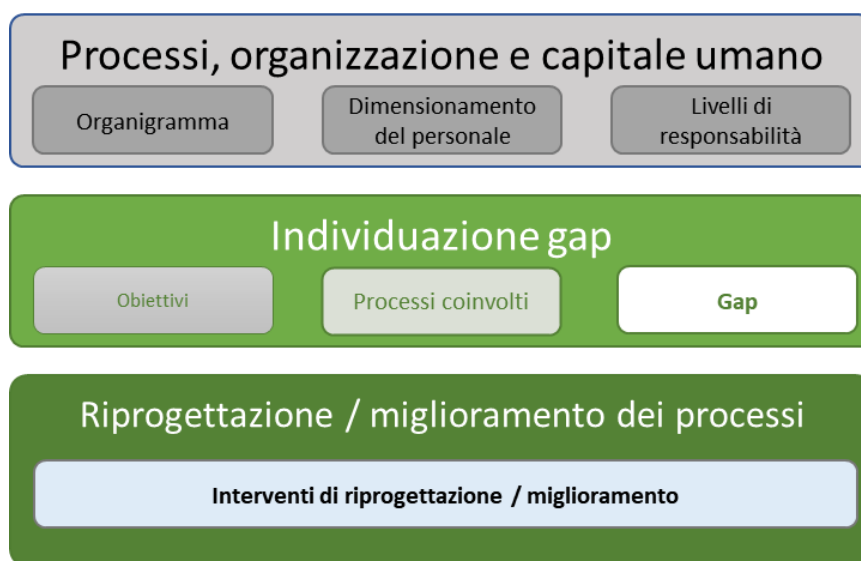 Processi, organizzazione e capitale umano
Organigramma
Dimensionamento
del personale
Livelli di
responsabilità
Individuazione gap
Obiettivi
Processi coinvolti
Gap
Riprogettazione / miglioramento dei processi
Interventi di riprogettazione / miglioramento